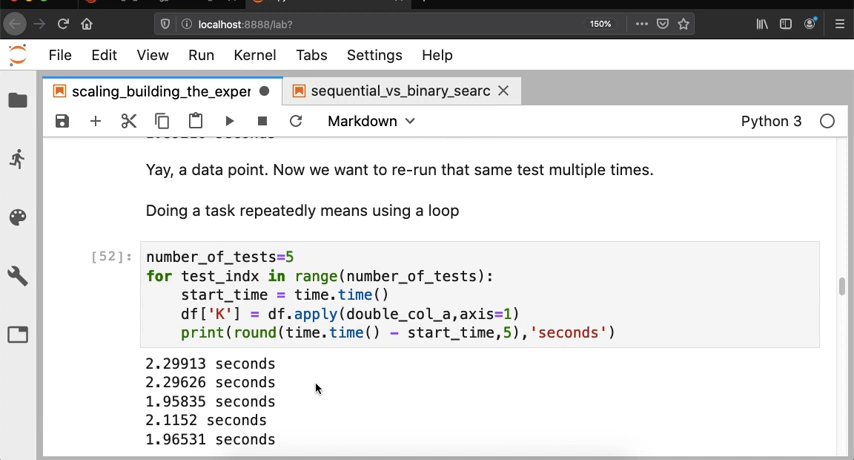 localhost:8888/lab?
150%
File Edit View Run Kernel Tabs Settings Help
scaling_building_the_exper
sequential_vs_binary_searc
Markdown
Python 3
Yay, a data point. Now we want to re-run that same test multiple times.
Doing a task repeatedly means using a loop
[52]:
number_of_tests=5
for test_indx in range(number_of_tests):
    start_time = time.time()
    df['K'] = df.apply(double_col_a,axis=1)
    print(round(time.time() - start_time,5),'seconds')
2.29913 seconds
2.29626 seconds
1.95835 seconds
2.1152 seconds
1.96531 seconds